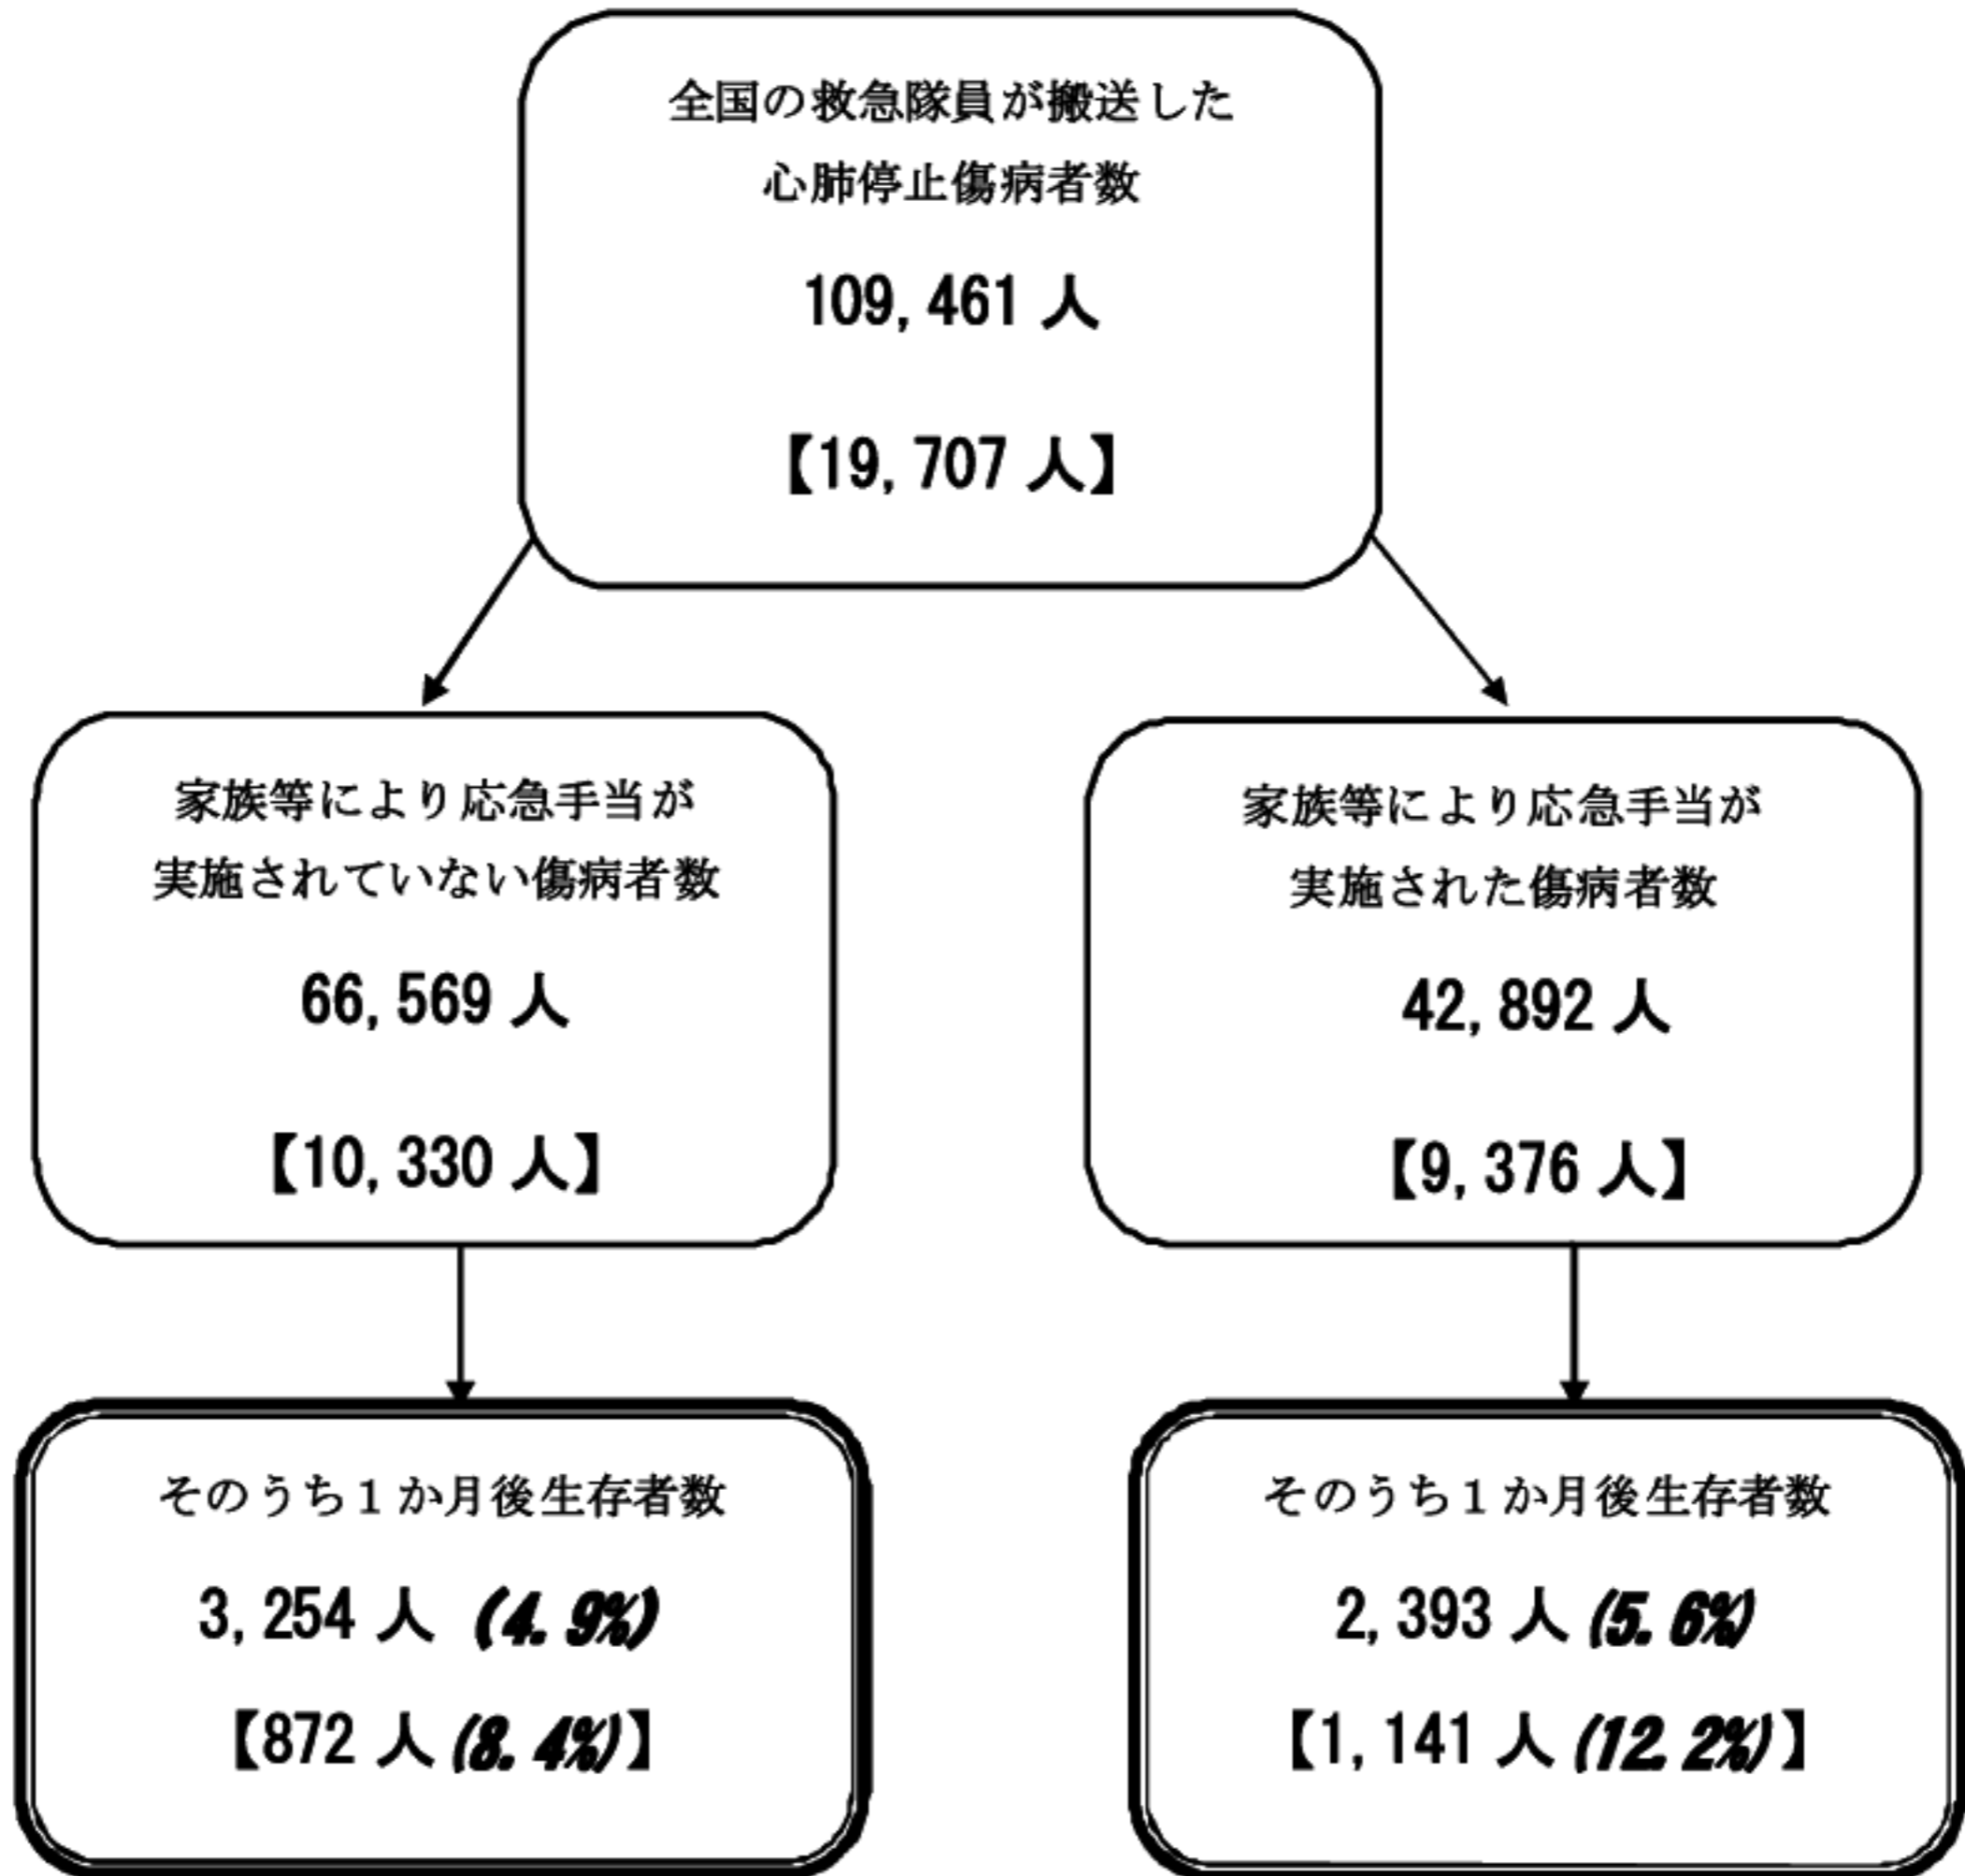 全国の救急隊員が搬送した
心肺停止傷病者数
109,461 人
【19,707 人】
家族等により応急手当が
実施されていない傷病者数
66,569 人
【10,330 人】
家族等により応急手当が
実施された傷病者数
42,892 人
【9,376 人】
そのうち１か月後生存者数
3,254 人 (4.9%)
【872 人 (8.4%)】
そのうち１か月後生存者数
2,393 人 (5.6%)
【1,141 人 (12.2%)】